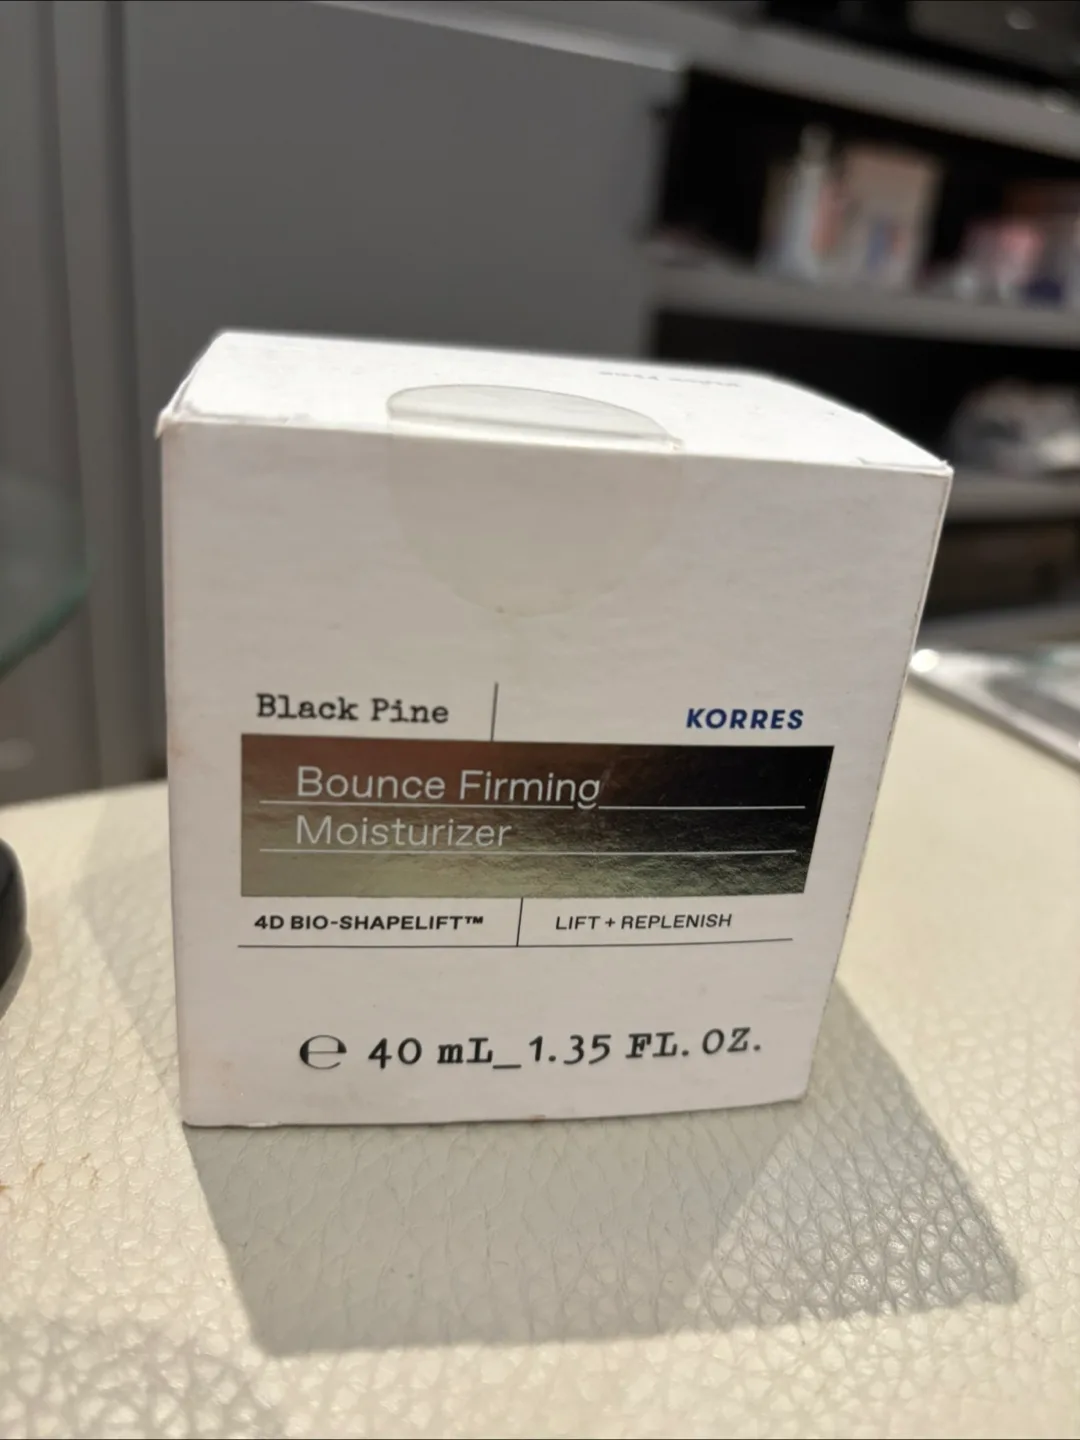 Black Pine
KORRES
Bounce Firming
Moisturizer
4D BIO-SHAPELIFT™
LIFT + REPLENISH
℮ 40 mL_1.35 FL. OZ.